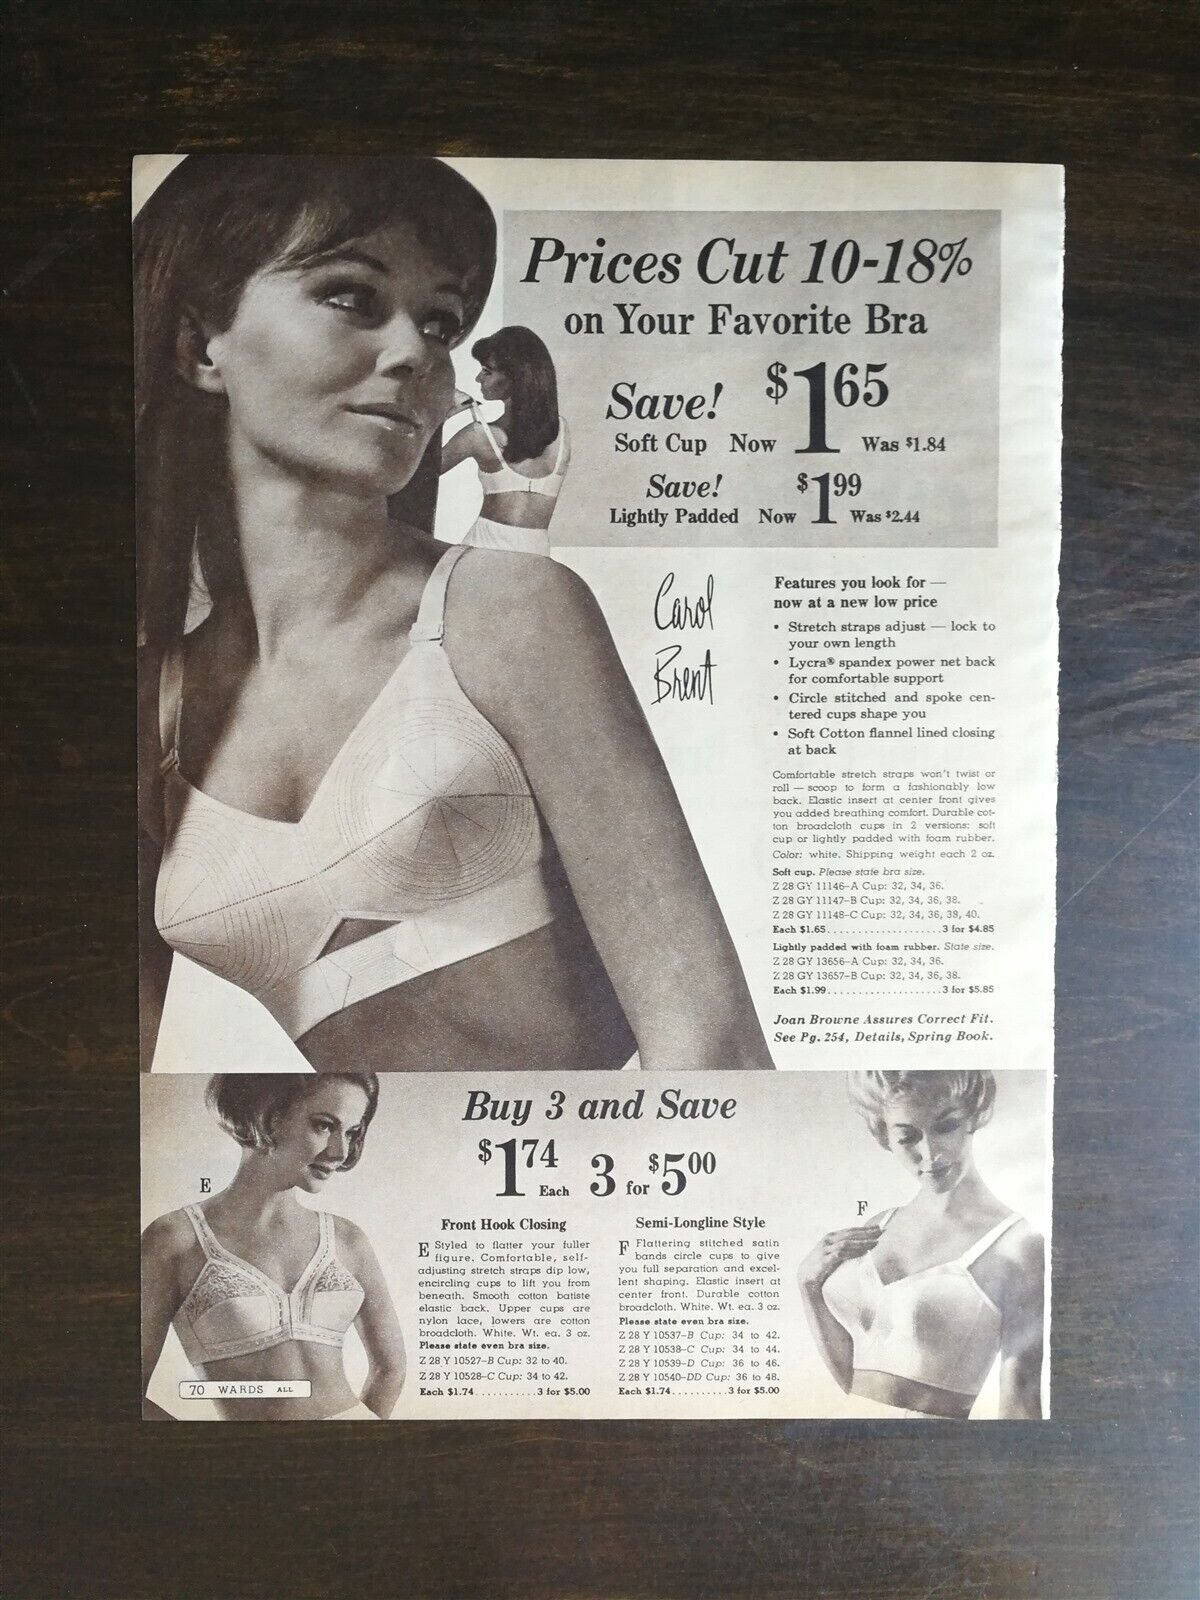 Prices Cut 10-18%
on Your Favorite Bra
Save! $1 65
Soft Cup Now Was $1.84
Save! $1 99
Lightly Padded Now Was $2.44
Carol
Brent
Features you look for —
now at a new low price
• Stretch straps adjust — lock to
your own length
• Lycra® spandex power net back
for comfortable support
• Circle stitched and spoke cen-
tered cups shape you
• Soft Cotton flannel lined closing
at back
Comfortable stretch straps won't twist or
roll — scoop to form a fashionably low
back. Elastic insert at center front gives
you added breathing comfort. Durable cot-
ton broadcloth cups in 2 versions: soft
cup or lightly padded with foam rubber.
Color: white. Shipping weight each 2 oz.
Soft cup. Please state bra size.
Z 28 GY 11146–A Cup: 32, 34, 36.
Z 28 GY 11147–B Cup: 32, 34, 36, 38.
Z 28 GY 11148–C Cup: 32, 34, 36, 38, 40.
Each $1.65...................3 for $4.85
Lightly padded with foam rubber. State size.
Z 28 GY 13656–A Cup: 32, 34, 36.
Z 28 GY 13657–B Cup: 32, 34, 36, 38.
Each $1.99...................3 for $5.85
Joan Browne Assures Correct Fit.
See Pg. 254, Details, Spring Book.
Buy 3 and Save
$1 74 Each 3 for $5 00
E
Front Hook Closing
E Styled to flatter your fuller
figure. Comfortable, self-
adjusting stretch straps dip low,
encircling cups to lift you from
beneath. Smooth cotton batiste
elastic back. Upper cups are
nylon lace, lowers are cotton
broadcloth. White. Wt. ea. 3 oz.
Please state even bra size.
Z 28 Y 10527–B Cup: 32 to 40.
Z 28 Y 10528–C Cup: 34 to 42.
Each $1.74..........3 for $5.00
Semi-Longline Style
F Flattering stitched satin
bands circle cups to give
you full separation and excel-
lent shaping. Elastic insert at
center front. Durable cotton
broadcloth. White. Wt. ea. 3 oz.
Please state even bra size.
Z 28 Y 10537–B Cup: 34 to 42.
Z 28 Y 10538–C Cup: 34 to 44.
Z 28 Y 10539–D Cup: 36 to 46.
Z 28 Y 10540–DD Cup: 36 to 48.
Each $1.74..........3 for $5.00
F
70 WARDS ALL